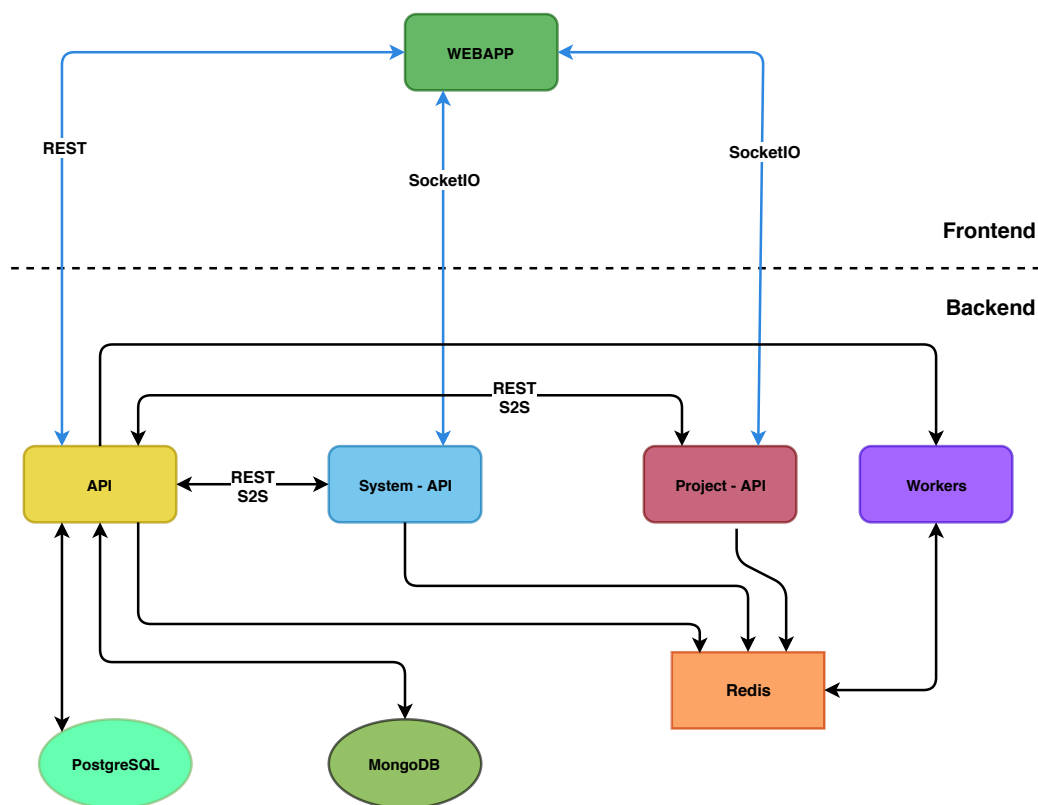 WEBAPP
REST
SocketIO
SocketIO
Frontend
Backend
REST
S2S
API
REST
S2S
System - API
Project - API
Workers
Redis
PostgreSQL
MongoDB